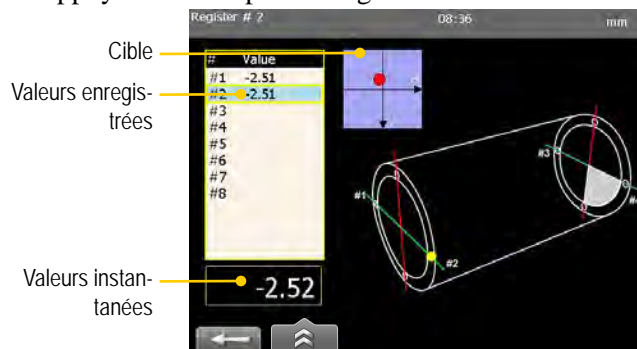 Register # 2
08:36
mm
Cible
# Value
#1 -2.51
Valeurs enregis-
trées
#2 -2.51
#3
#4
#5
#6
#7
#8
#1
#2
#3
Valeurs instan-
tanées
-2.52